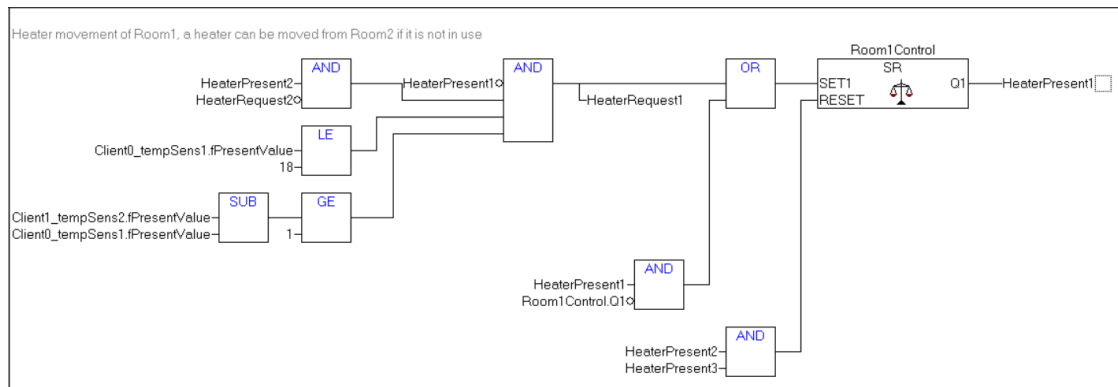 Heater movement of Room1, a heater can be moved from Room2 if it is not in use
Room1Control
AND
AND
OR
SR
HeaterPresent2
HeaterPresent1
SET1
Q1
HeaterPresent1
HeaterRequest2
HeaterRequest1
RESET
LE
Client0_tempSens1.fPresentValue
18
SUB
GE
Client1_tempSens2.fPresentValue
Client0_tempSens1.fPresentValue
1
AND
HeaterPresent1
Room1Control.Q1
AND
HeaterPresent2
HeaterPresent3